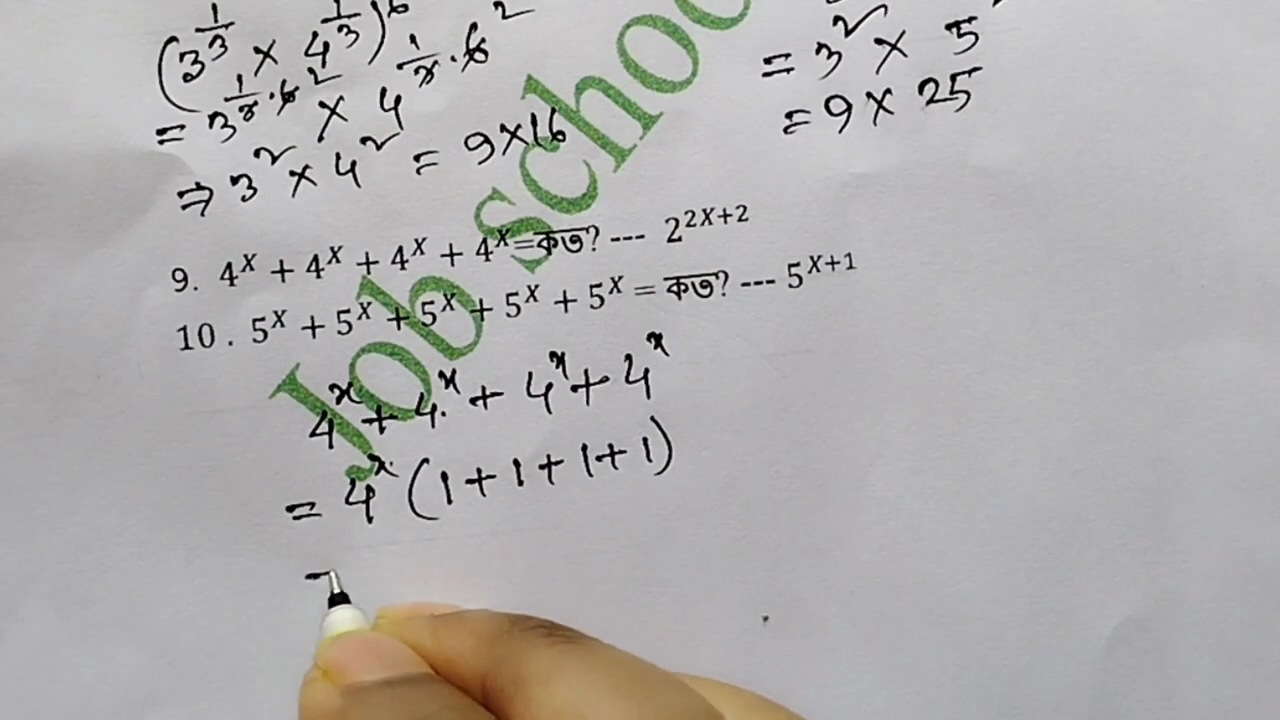 (3^{1/3} × 4^{1/3})^6
= 3^{1/3·6 2} × 4^{1/3·6 2}
⇒ 3^2 × 4^2 = 9×16
= 3^2 × 5
= 9 × 25
9. 4^X + 4^X + 4^X + 4^X=কত? --- 2^{2X+2}
10 . 5^X + 5^X + 5^X + 5^X + 5^X = কত? --- 5^{X+1}
4^x + 4^x + 4^x + 4^x
= 4^x (1+1+1+1)
Job school